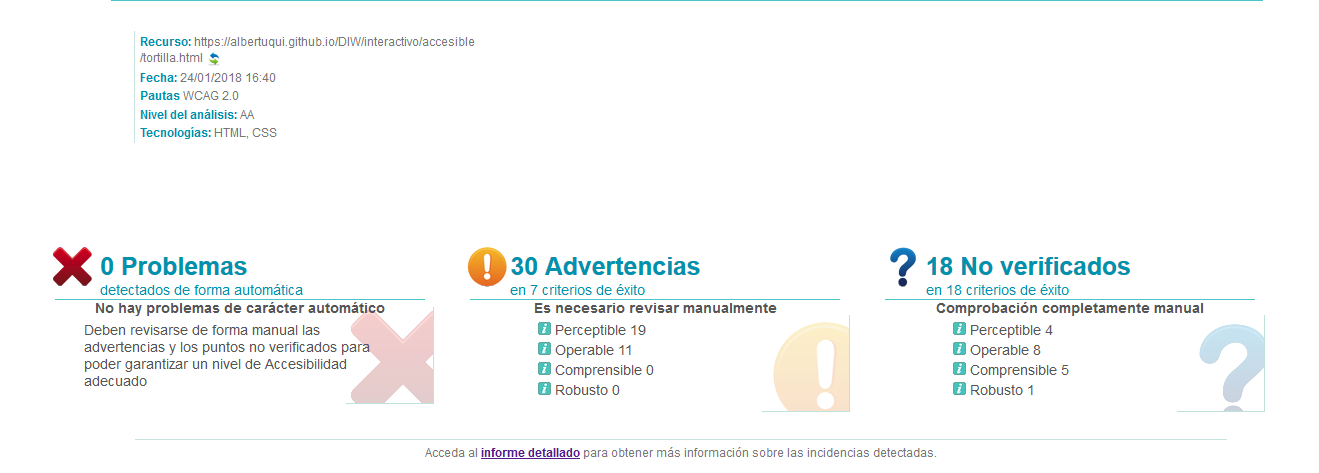 Recurso: https://albertuqui.github.io/DIW/interactivo/accesible
/tortilla.html
Fecha: 24/01/2018 16:40
Pautas WCAG 2.0
Nivel del análisis: AA
Tecnologías: HTML, CSS
0 Problemas
detectados de forma automática
No hay problemas de carácter automático
Deben revisarse de forma manual las
advertencias y los puntos no verificados para
poder garantizar un nivel de Accesibilidad
adecuado
30 Advertencias
en 7 criterios de éxito
Es necesario revisar manualmente
Perceptible 19
Operable 11
Comprensible 0
Robusto 0
18 No verificados
en 18 criterios de éxito
Comprobación completamente manual
Perceptible 4
Operable 8
Comprensible 5
Robusto 1
Acceda al informe detallado para obtener más información sobre las incidencias detectadas.